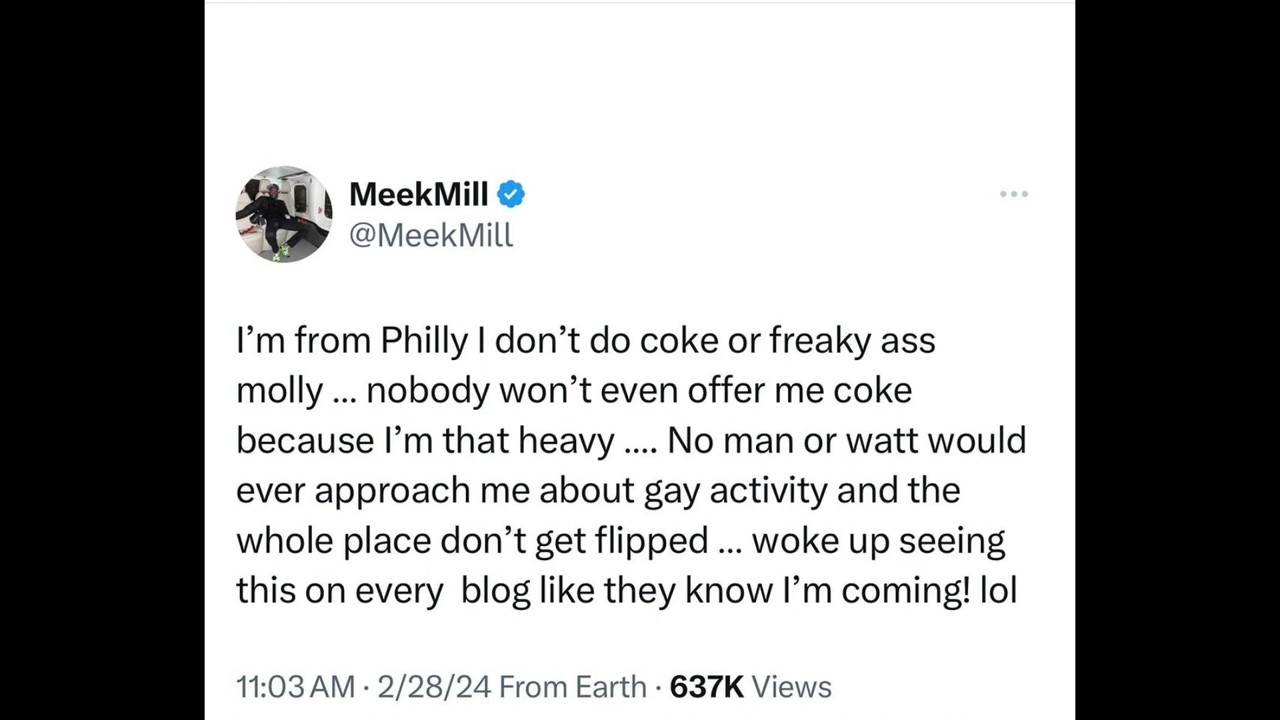 MeekMill
@MeekMill
I’m from Philly I don’t do coke or freaky ass
molly ... nobody won’t even offer me coke
because I’m that heavy .... No man or watt would
ever approach me about gay activity and the
whole place don’t get flipped ... woke up seeing
this on every  blog like they know I’m coming! lol
11:03 AM · 2/28/24 From Earth · 637K Views